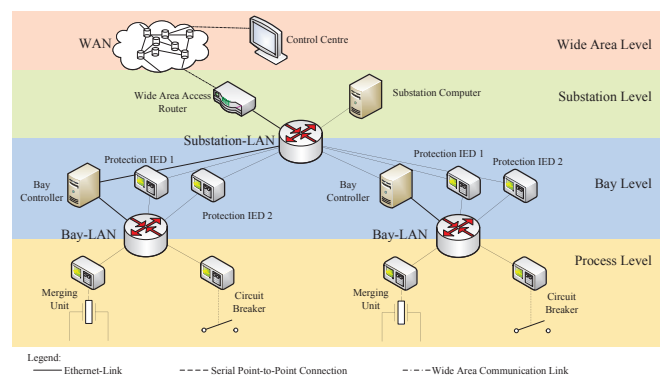 WAN
Control Centre
Wide Area Level
Wide Area Access
Router
Substation Computer
Substation Level
Substation-LAN
Protection IED 1
Protection IED 1
Protection IED 2
Bay
Controller
Bay
Controller
Bay Level
Protection IED 2
Bay-LAN
Bay-LAN
Process Level
Merging
Unit
Circuit
Breaker
Merging
Unit
Circuit
Breaker
Legend:
Ethernet-Link
Serial Point-to-Point Connection
Wide Area Communication Link